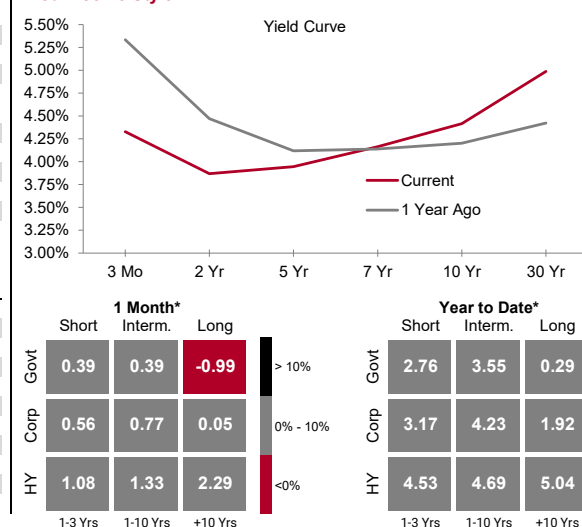 Yield Curve
5.50%
5.25%
5.00%
4.75%
4.50%
4.25%
4.00%
3.75%
3.50%
3.25%
3.00%
Current
1 Year Ago
3 Mo 2 Yr 5 Yr 7 Yr 10 Yr 30 Yr
1 Month*
Short Interm. Long
Govt 0.39 0.39 -0.99
Corp 0.56 0.77 0.05
HY 1.08 1.33 2.29
1-3 Yrs 1-10 Yrs +10 Yrs
> 10%
0% - 10%
<0%
Year to Date*
Short Interm. Long
Govt 2.76 3.55 0.29
Corp 3.17 4.23 1.92
HY 4.53 4.69 5.04
1-3 Yrs 1-10 Yrs +10 Yrs